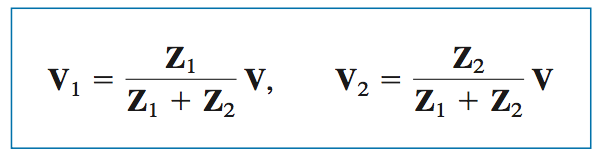 V₁ = Z₁ / (Z₁ + Z₂) V,    V₂ = Z₂ / (Z₁ + Z₂) V